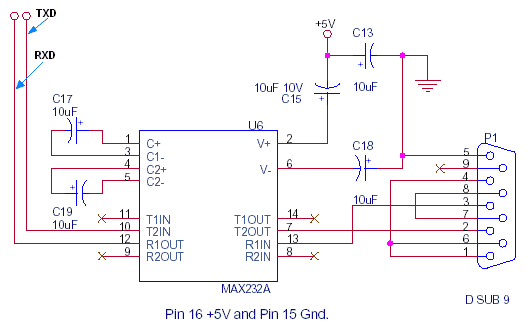 TXD
RXD
+5V
C13
10uF 10V
C15
10uF
C17
10uF
U6
1 C+ V+ 2
3 C1-
4 C2+ V- 6
5 C2-
C18
10uF
C19
10uF
11 T1IN T1OUT 14
10 T2IN T2OUT 7
12 R1OUT R1IN 13
9 R2OUT R2IN 8
MAX232A
P1
5
9
4
8
3
7
2
6
1
D SUB 9
Pin 16 +5V and Pin 15 Gnd.